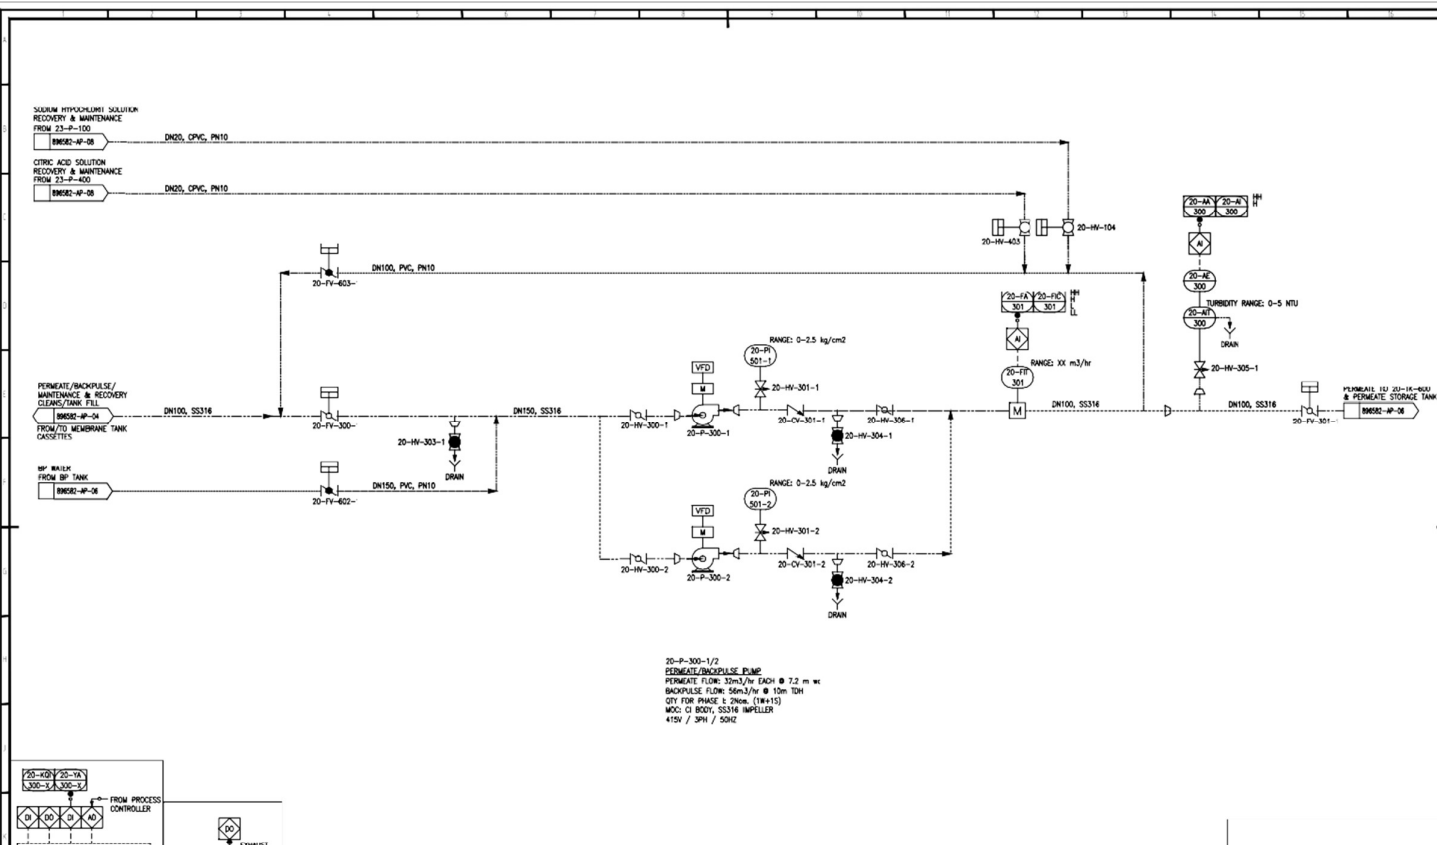 SODIUM HYPOCHLORIT SOLUTION
RECOVERY & MAINTENANCE
FROM 23-P-100
896582-AP-08
DN20, CPVC, PN10
CITRIC ACID SOLUTION
RECOVERY & MAINTENANCE
FROM 23-P-400
896582-AP-08
DN20, CPVC, PN10
20-HV-403
20-HV-104
20-AA
300
20-AI
300
HH
H
AI
20-AE
300
TURBIDITY RANGE: 0-5 NTU
20-AIT
300
DRAIN
20-HV-305-1
DN100, PVC, PN10
20-FV-603-
20-FA
301
20-FIC
301
HH
H
L
LL
AI
RANGE: XX m3/hr
20-FIT
301
M
RANGE: 0-2.5 kg/cm2
20-PI
501-1
VFD
M
20-HV-301-1
PERMEATE/BACKPULSE/
MAINTENANCE & RECOVERY
CLEANS/TANK FILL
896582-AP-04
FROM/TO MEMBRANE TANK
CASSETTES
DN100, SS316
20-FV-300-
DN150, SS316
20-HV-303-1
DRAIN
20-HV-300-1
20-P-300-1
20-CV-301-1
20-HV-306-1
20-HV-304-1
DRAIN
DN100, SS316
DN100, SS316
20-FV-301-
PERMEATE TO 20-TK-600
& PERMEATE STORAGE TANK
896582-AP-06
BP WATER
FROM BP TANK
896582-AP-06
20-FV-602-
DN150, PVC, PN10
RANGE: 0-2.5 kg/cm2
20-PI
501-2
VFD
M
20-HV-301-2
20-HV-300-2
20-P-300-2
20-CV-301-2
20-HV-306-2
20-HV-304-2
DRAIN
20-P-300-1/2
PERMEATE/BACKPULSE PUMP
PERMEATE FLOW: 32m3/hr EACH @ 7.2 m wc
BACKPULSE FLOW: 56m3/hr @ 10m TDH
QTY FOR PHASE I: 2Nos. (1W+1S)
MOC: CI BODY, SS316 IMPELLER
415V / 3PH / 50HZ
20-KQI
300-X
20-YA
300-X
FROM PROCESS
CONTROLLER
DI
DO
DI
AO
DO
EXHAUST